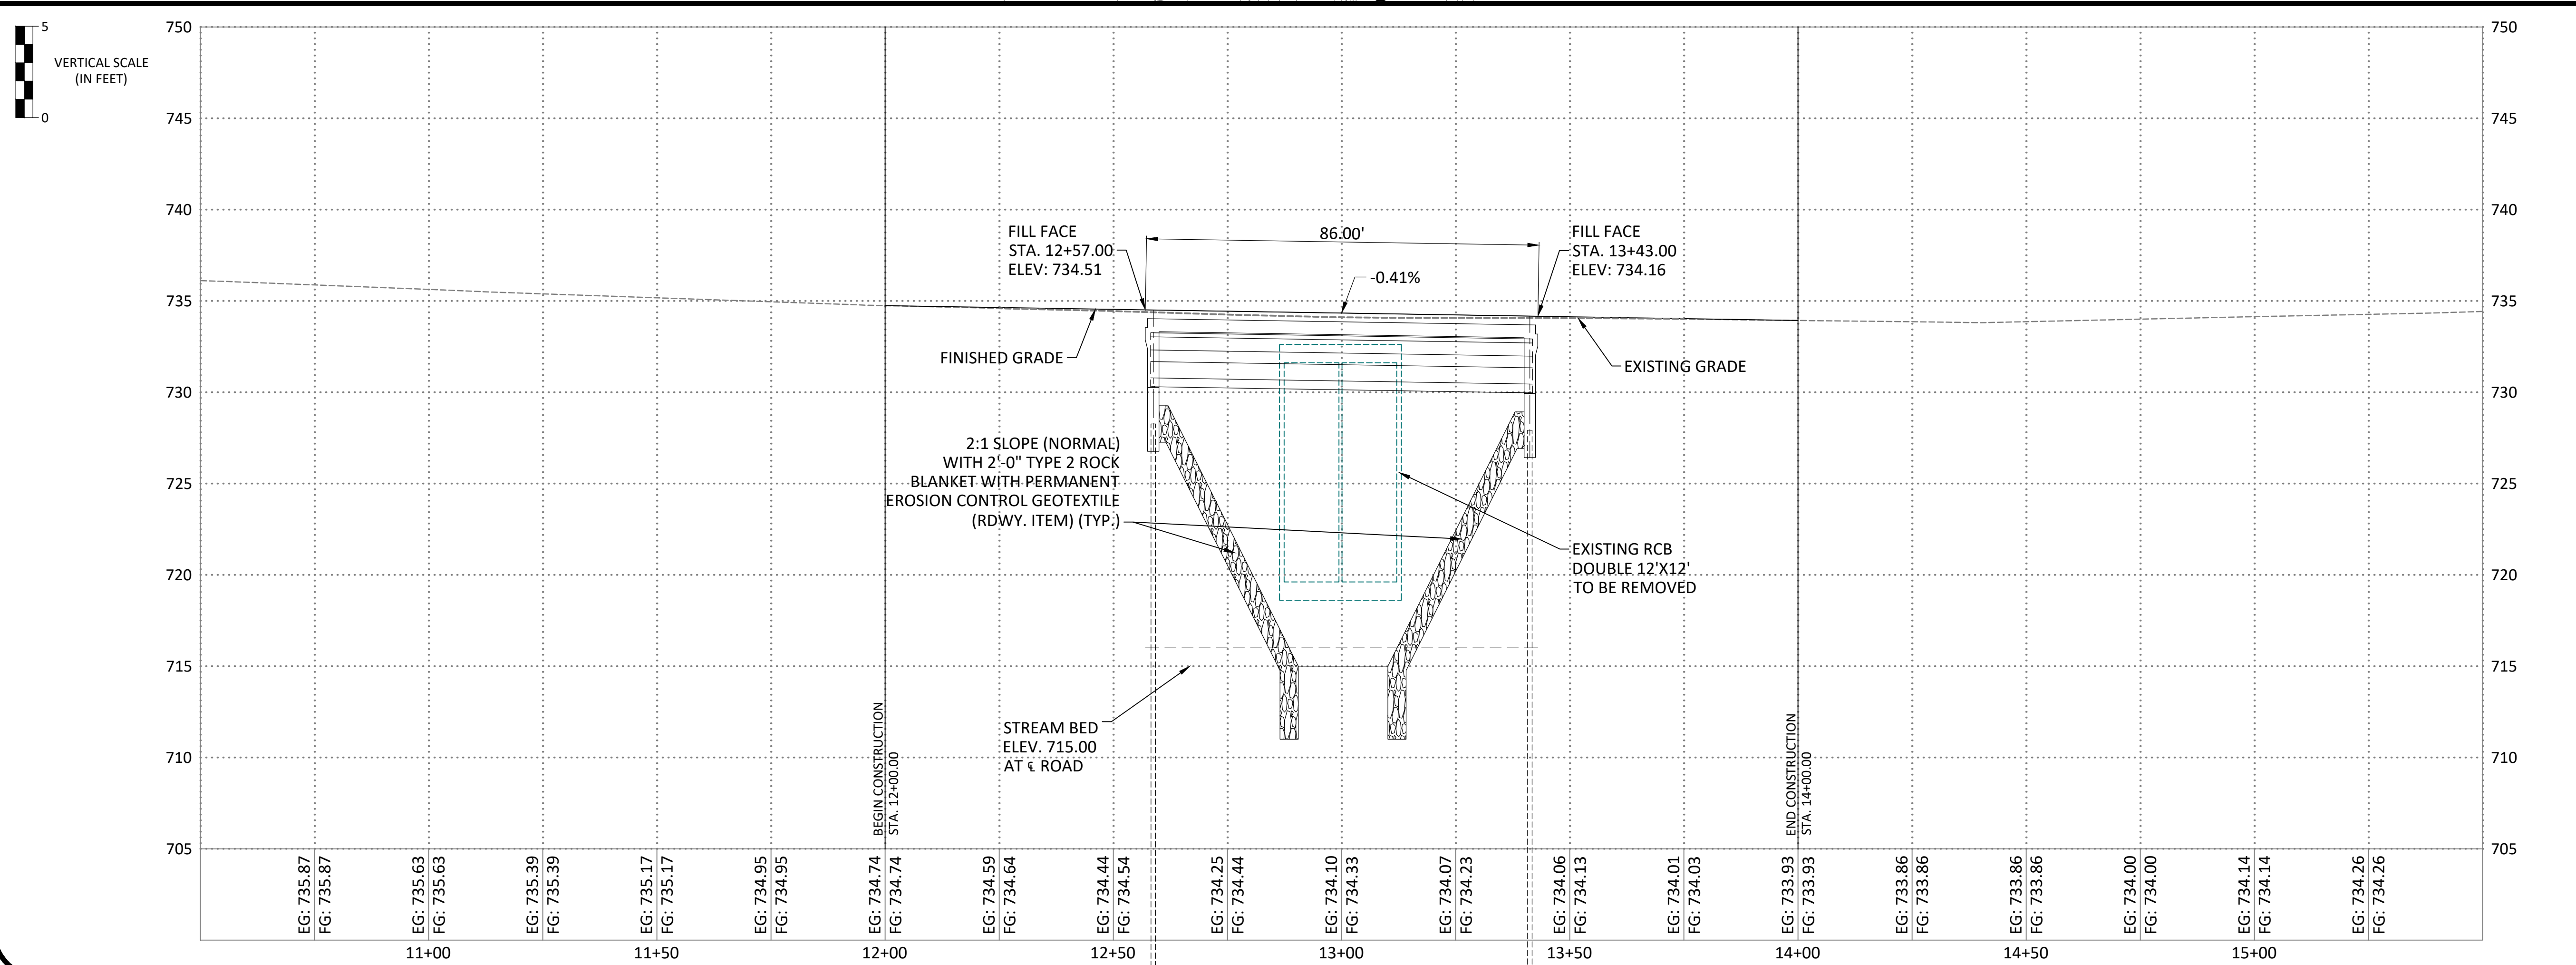 5
VERTICAL SCALE
(IN FEET)
0
750
750
745
745
740
740
735
735
730
730
725
725
720
720
715
715
710
710
705
705
FILL FACE
STA. 12+57.00
ELEV: 734.51
86.00'
-0.41%
FILL FACE
STA. 13+43.00
ELEV: 734.16
FINISHED GRADE
EXISTING GRADE
2:1 SLOPE (NORMAL)
WITH 2'-0" TYPE 2 ROCK
BLANKET WITH PERMANENT
EROSION CONTROL GEOTEXTILE
(RDWY. ITEM) (TYP.)
EXISTING RCB
DOUBLE 12'X12'
TO BE REMOVED
STREAM BED
ELEV. 715.00
AT ℄ ROAD
BEGIN CONSTRUCTION
STA. 12+00.00
END CONSTRUCTION
STA. 14+00.00
EG: 735.87
FG: 735.87
EG: 735.63
FG: 735.63
EG: 735.39
FG: 735.39
EG: 735.17
FG: 735.17
EG: 734.95
FG: 734.95
EG: 734.74
FG: 734.74
EG: 734.59
FG: 734.64
EG: 734.44
FG: 734.54
EG: 734.25
FG: 734.44
EG: 734.10
FG: 734.33
EG: 734.07
FG: 734.23
EG: 734.06
FG: 734.13
EG: 734.01
FG: 734.03
EG: 733.93
FG: 733.93
EG: 733.86
FG: 733.86
EG: 733.86
FG: 733.86
EG: 734.00
FG: 734.00
EG: 734.14
FG: 734.14
EG: 734.26
FG: 734.26
11+00
11+50
12+00
12+50
13+00
13+50
14+00
14+50
15+00